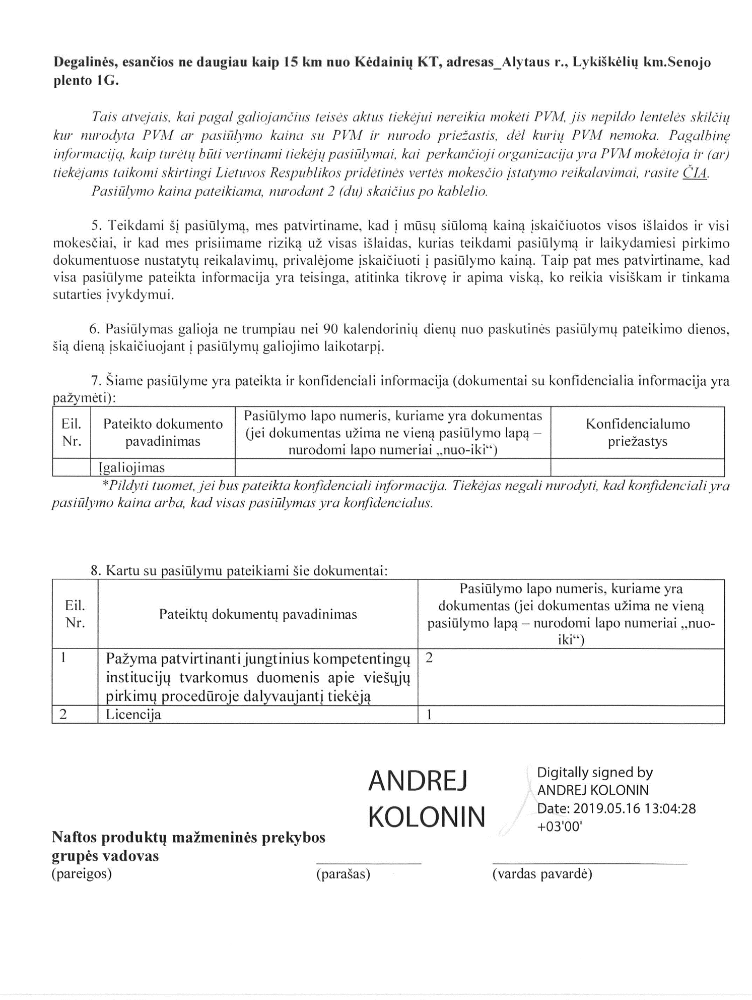 Degalinės, esančios ne daugiau kaip 15 km nuo Kėdainių KT, adresas_Alytaus r., Lykiškėlių km.Senojo
plento 1G.
Tais atvejais, kai pagal galiojančius teisės aktus tiekėjui nereikia mokėti PVM, jis nepildo lentelės skilčių
kur nurodyta PVM ar pasiūlymo kaina su PVM ir nurodo priežastis, dėl kurių PVM nemoka. Pagalbinę
informaciją, kaip turėtų būti vertinami tiekėjų pasiūlymai, kai perkančioji organizacija yra PVM mokėtoja ir (ar)
tiekėjams taikomi skirtingi Lietuvos Respublikos pridėtinės vertės mokesčio įstatymo reikalavimai, rasite ČIA.
Pasiūlymo kaina pateikiama, nurodant 2 (du) skaičius po kablelio.
5. Teikdami šį pasiūlymą, mes patvirtiname, kad į mūsų siūlomą kainą įskaičiuotos visos išlaidos ir visi
mokesčiai, ir kad mes prisiimame riziką už visas išlaidas, kurias teikdami pasiūlymą ir laikydamiesi pirkimo
dokumentuose nustatytų reikalavimų, privalėjome įskaičiuoti į pasiūlymo kainą. Taip pat mes patvirtiname, kad
visa pasiūlyme pateikta informacija yra teisinga, atitinka tikrovę ir apima viską, ko reikia visiškam ir tinkama
sutarties įvykdymui.
6. Pasiūlymas galioja ne trumpiau nei 90 kalendorinių dienų nuo paskutinės pasiūlymų pateikimo dienos,
šią dieną įskaičiuojant į pasiūlymų galiojimo laikotarpį.
7. Šiame pasiūlyme yra pateikta ir konfidenciali informacija (dokumentai su konfidencialia informacija yra
pažymėti):
Eil.
Nr.
Pateikto dokumento
pavadinimas
Pasiūlymo lapo numeris, kuriame yra dokumentas
(jei dokumentas užima ne vieną pasiūlymo lapą –
nurodomi lapo numeriai „nuo-iki“)
Konfidencialumo
priežastys
Įgaliojimas
*Pildyti tuomet, jei bus pateikta konfidenciali informacija. Tiekėjas negali nurodyti, kad konfidenciali yra
pasiūlymo kaina arba, kad visas pasiūlymas yra konfidencialus.
8. Kartu su pasiūlymu pateikiami šie dokumentai:
Eil.
Nr.
Pateiktų dokumentų pavadinimas
Pasiūlymo lapo numeris, kuriame yra
dokumentas (jei dokumentas užima ne vieną
pasiūlymo lapą – nurodomi lapo numeriai „nuo-
iki“)
1 Pažyma patvirtinanti jungtinius kompetentingų 2
institucijų tvarkomus duomenis apie viešųjų
pirkimų procedūroje dalyvaujantį tiekėją
2 Licencija 1
ANDREJ
KOLONIN
Digitally signed by
ANDREJ KOLONIN
Date: 2019.05.16 13:04:28
+03'00'
Naftos produktų mažmeninės prekybos
grupės vadovas
(pareigos) (parašas) (vardas pavardė)